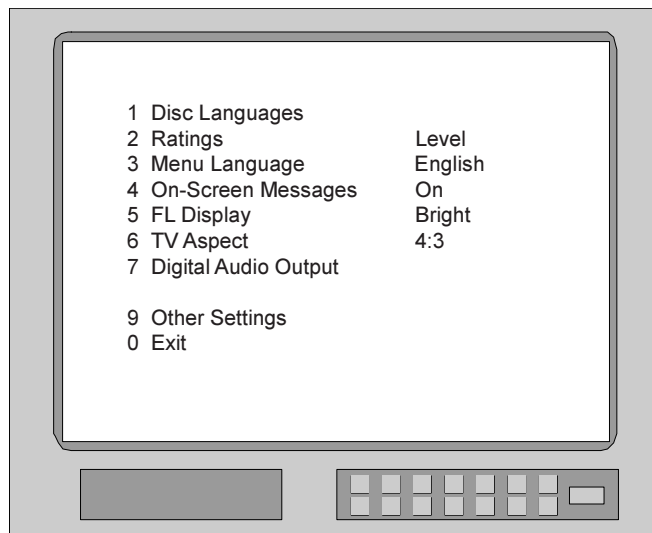 1 Disc Languages
2 Ratings Level
3 Menu Language English
4 On-Screen Messages On
5 FL Display Bright
6 TV Aspect 4:3
7 Digital Audio Output
9 Other Settings
0 Exit